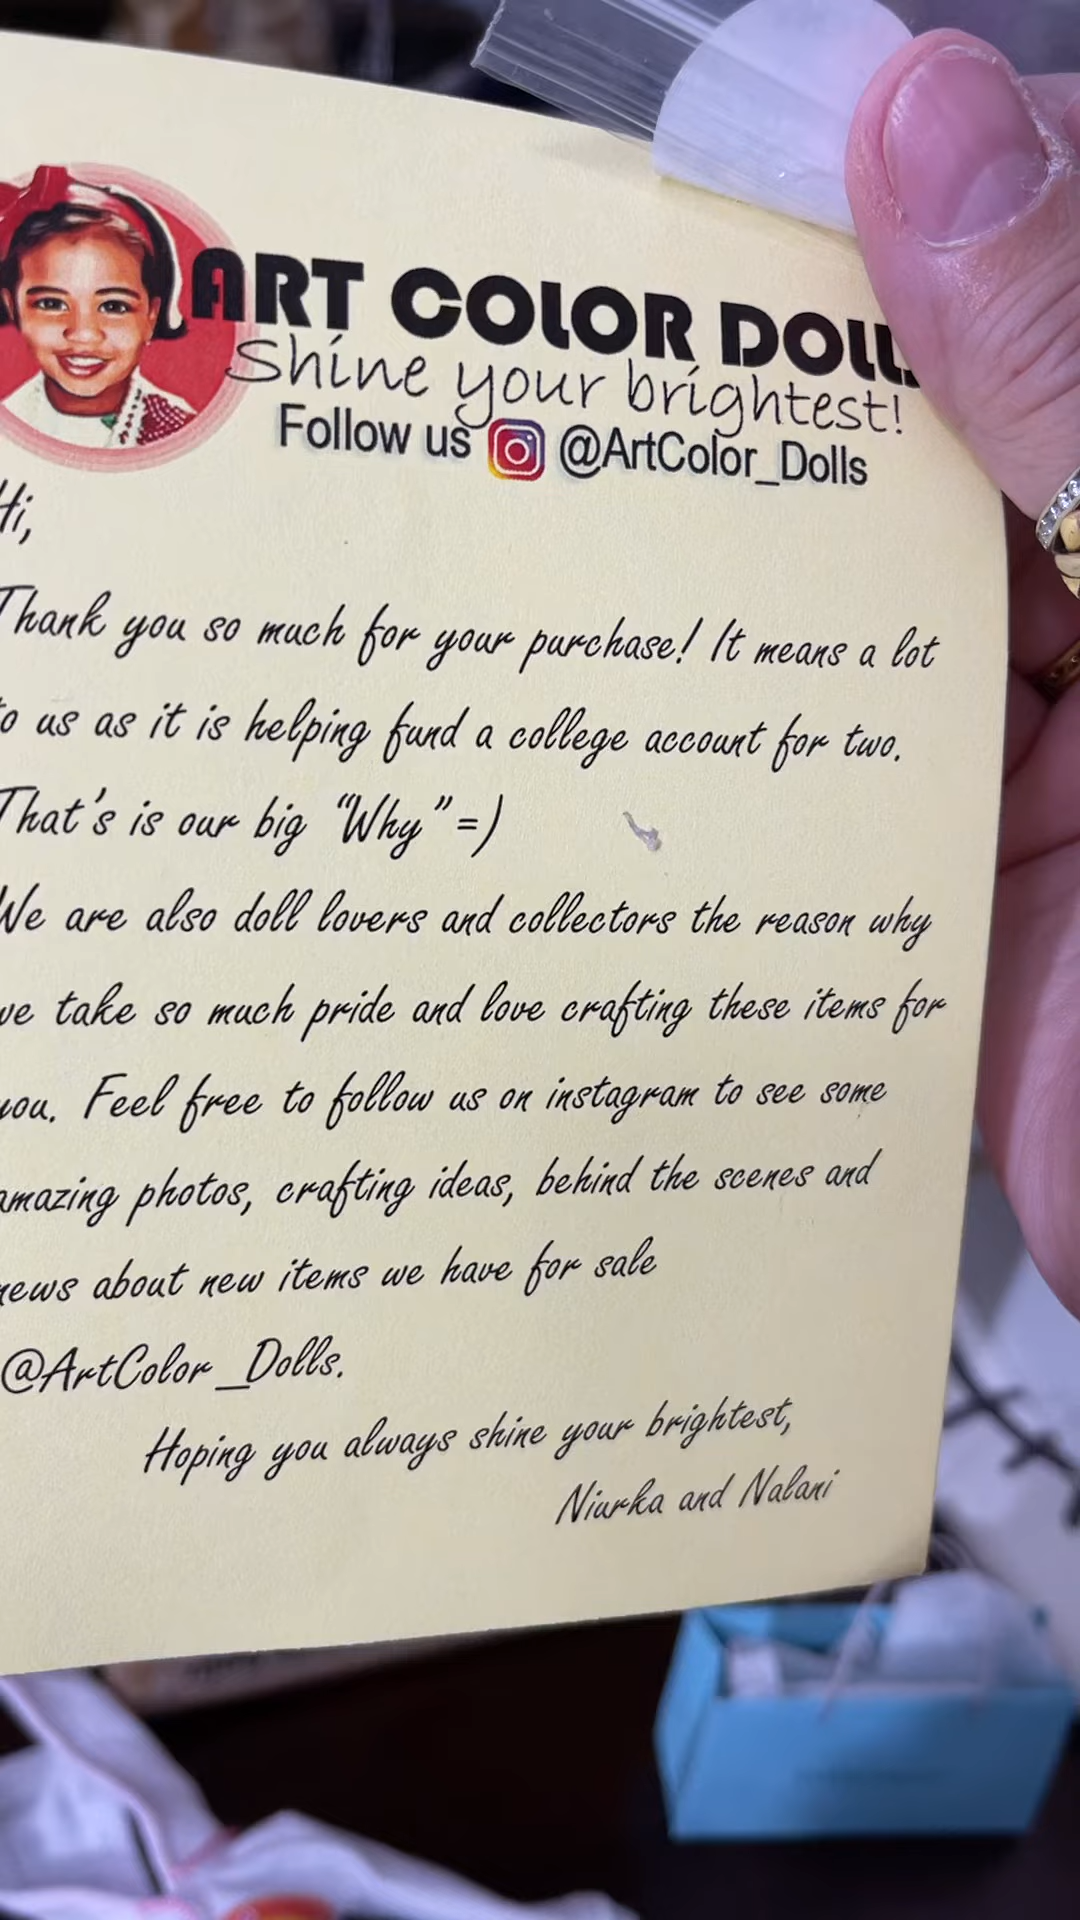 ART COLOR DOLLS
Shine your brightest!
Follow us @ArtColor_Dolls
Hi,
Thank you so much for your purchase! It means a lot
to us as it is helping fund a college account for two.
That's is our big "Why" =)
We are also doll lovers and collectors the reason why
we take so much pride and love crafting these items for
you. Feel free to follow us on instagram to see some
amazing photos, crafting ideas, behind the scenes and
news about new items we have for sale
@ArtColor_Dolls.
Hoping you always shine your brightest,
Niurka and Nalani